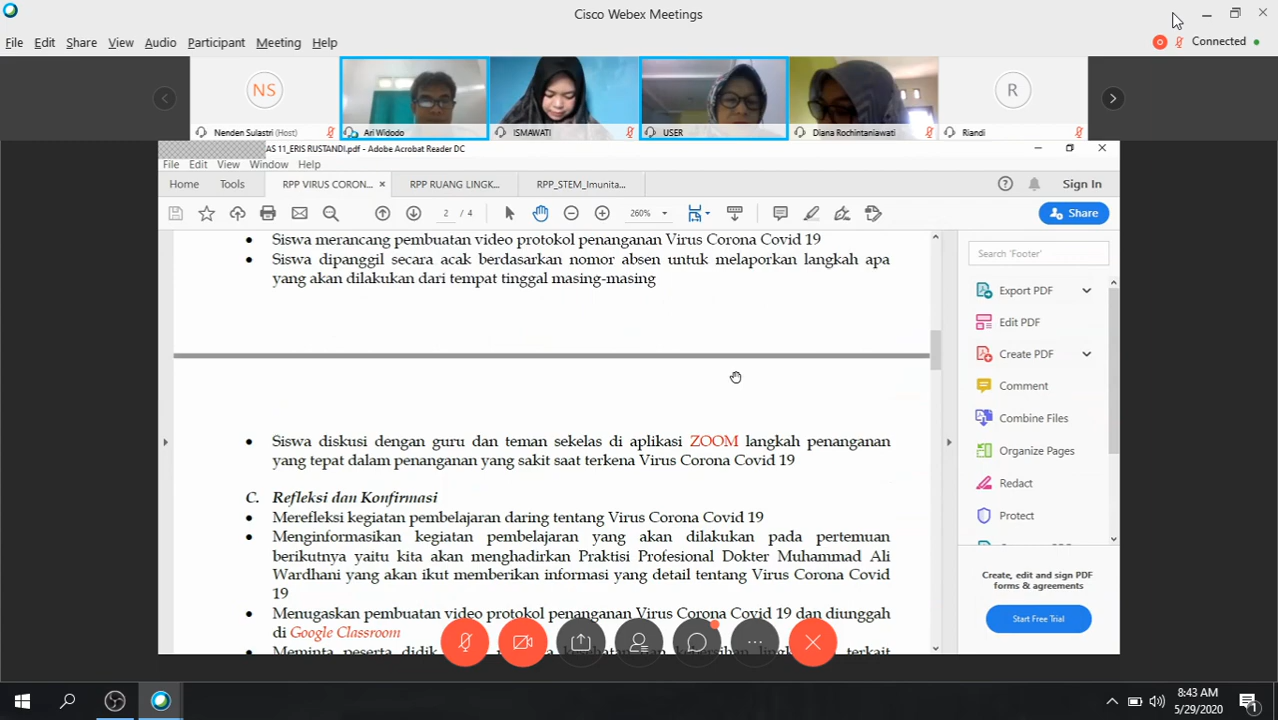 Cisco Webex Meetings
File Edit Share View Audio Participant Meeting Help
Connected
NS
R
Nenden Sulastri (Host)
Ari Widodo
ISMAWATI
USER
Diana Rochintaniawati
Riandi
AS 11_ERIS RUSTANDI.pdf - Adobe Acrobat Reader DC
File Edit View Window Help
Home Tools RPP VIRUS CORON... RPP RUANG LINGK... RPP_STEM_Imunita... Sign In
2 / 4 260% Share
Siswa merancang pembuatan video protokol penanganan Virus Corona Covid 19
Siswa dipanggil secara acak berdasarkan nomor absen untuk melaporkan langkah apa
yang akan dilakukan dari tempat tinggal masing-masing
Siswa diskusi dengan guru dan teman sekelas di aplikasi ZOOM langkah penanganan
yang tepat dalam penanganan yang sakit saat terkena Virus Corona Covid 19
C. Refleksi dan Konfirmasi
Merefleksi kegiatan pembelajaran daring tentang Virus Corona Covid 19
Menginformasikan kegiatan pembelajaran yang akan dilakukan pada pertemuan
berikutnya yaitu kita akan menghadirkan Praktisi Profesional Dokter Muhammad Ali
Wardhani yang akan ikut memberikan informasi yang detail tentang Virus Corona Covid
19
Menugaskan pembuatan video protokol penanganan Virus Corona Covid 19 dan diunggah
di Google Classroom
Meminta peserta didik terkait
Search 'Footer'
Export PDF
Edit PDF
Create PDF
Comment
Combine Files
Organize Pages
Redact
Protect
Create, edit and sign PDF
forms & agreements
Start Free Trial
8:43 AM
5/29/2020
1